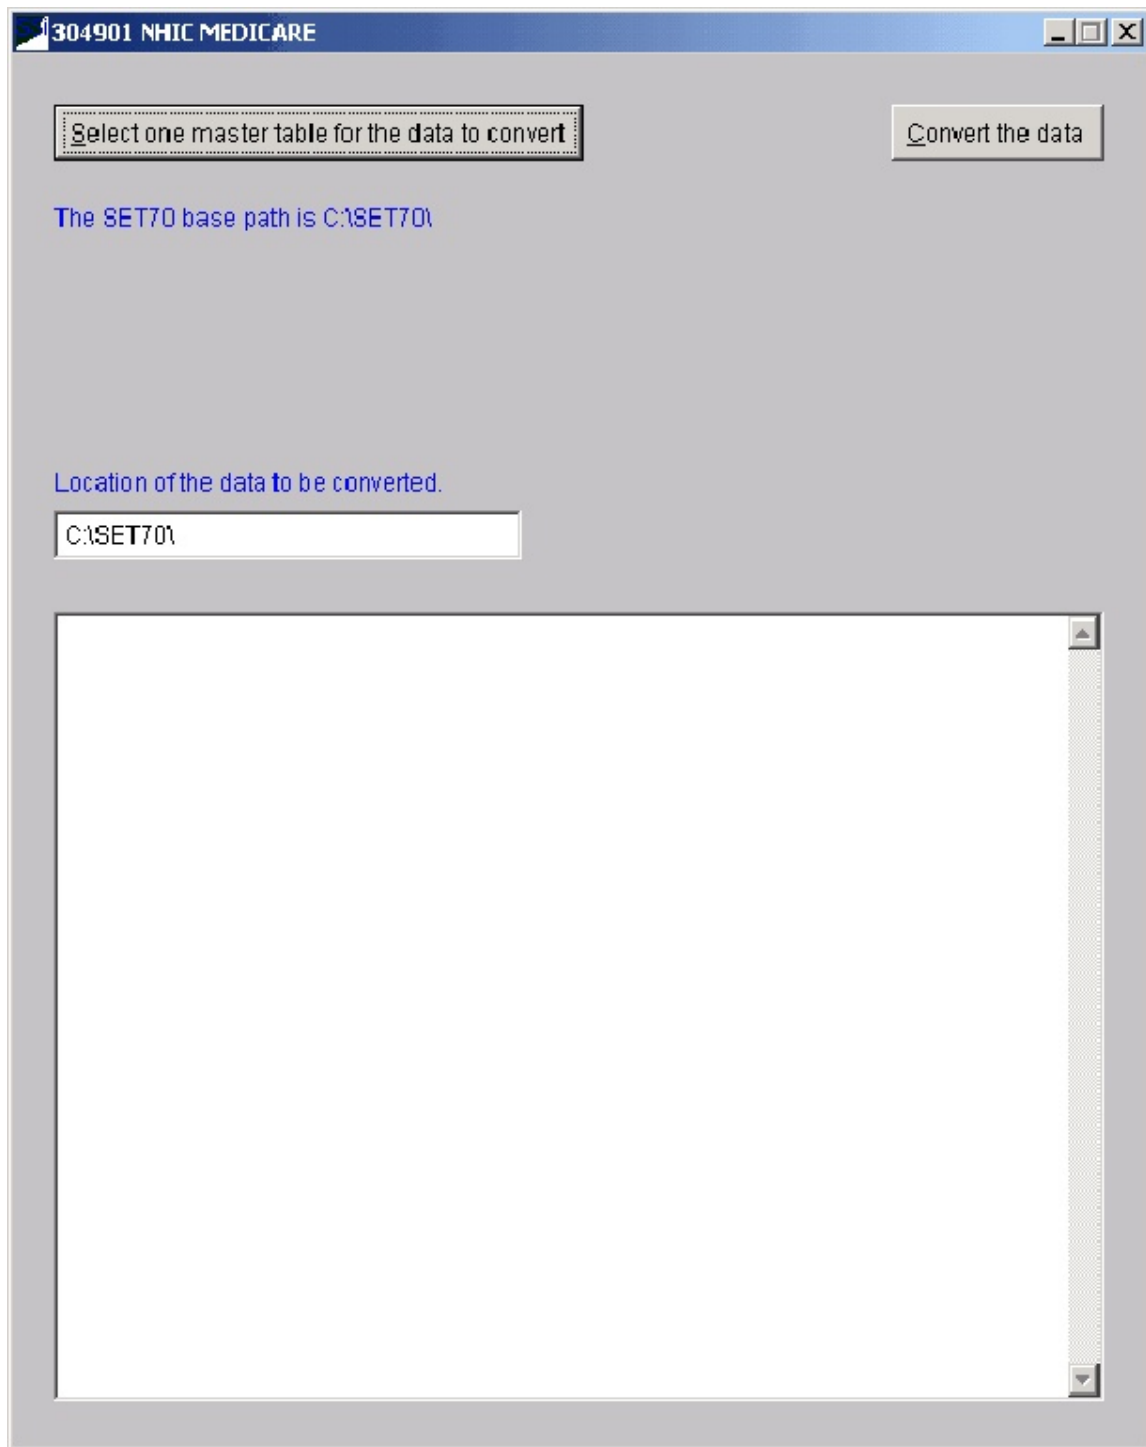 304901 NHIC MEDICARE
Select one master table for the data to convert
Convert the data
The SET70 base path is C:\SET70\
Location of the data to be converted.
C:\SET70\